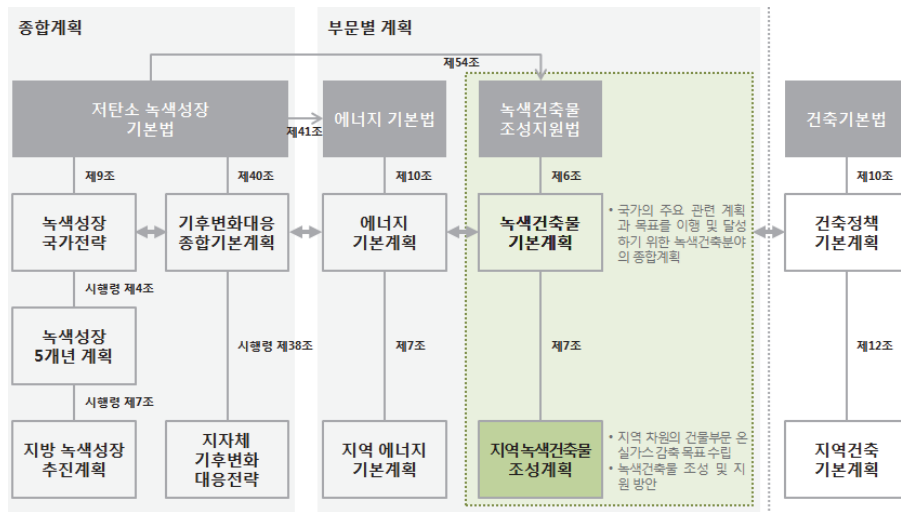 종합계획
부문별 계획
제54조
저탄소 녹색성장
기본법
제41조
에너지 기본법
녹색건축물
조성지원법
건축기본법
제9조
제40조
제10조
제6조
제10조
녹색성장
국가전략
기후변화대응
종합기본계획
에너지
기본계획
녹색건축물
기본계획
• 국가의 주요 관련 계획
과 목표를 이행 및 달성
하기 위한 녹색건축분야
의 종합계획
건축정책
기본계획
시행령 제4조
녹색성장
5개년 계획
시행령 제38조
제7조
제7조
제12조
시행령 제7조
지방 녹색성장
추진계획
지자체
기후변화
대응전략
지역 에너지
기본계획
지역녹색건축물
조성계획
• 지역 차원의 건물부문 온
실가스 감축 목표 수립
• 녹색건축물 조성 및 지
원 방안
지역건축
기본계획